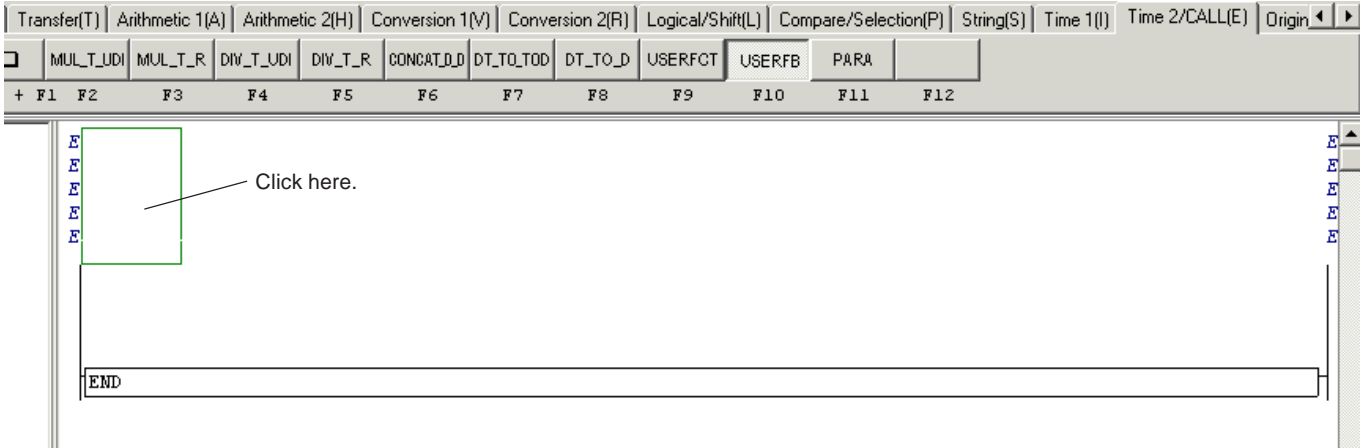 Transfer(T) Arithmetic 1(A) Arithmetic 2(H) Conversion 1(V) Conversion 2(R) Logical/Shift(L) Compare/Selection(P) String(S) Time 1(I) Time 2/CALL(E) Origin
MUL_T_UDI MUL_T_R DIV_T_UDI DIV_T_R CONCAT_D_D DT_TO_TOD DT_TO_D USERFCT USERFB PARA
+ F1 F2 F3 F4 F5 F6 F7 F8 F9 F10 F11 F12
E E
E E
Click here.
E E
E E
E E
END